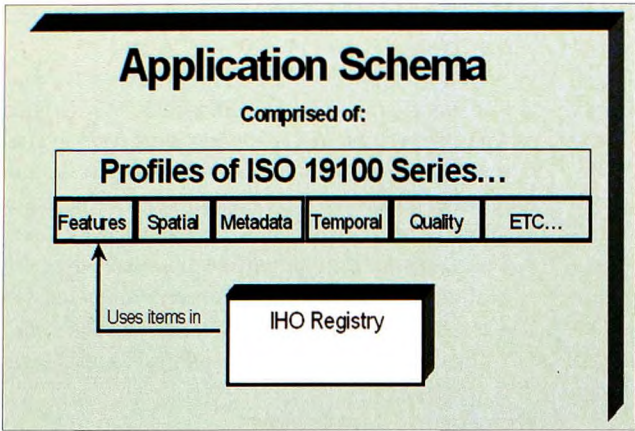 Application Schema
Comprised of:
Profiles of ISO 19100 Series...
Features Spatial Metadata Temporal Quality ETC...
Uses items in
IHO Registry